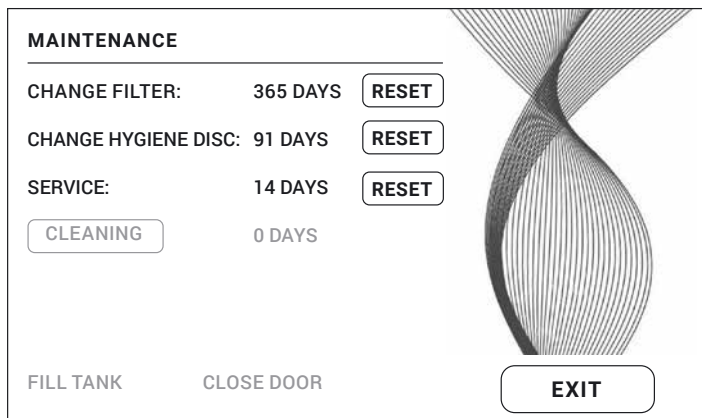 MAINTENANCE
CHANGE FILTER: 365 DAYS RESET
CHANGE HYGIENE DISC: 91 DAYS RESET
SERVICE: 14 DAYS RESET
CLEANING 0 DAYS
FILL TANK CLOSE DOOR EXIT